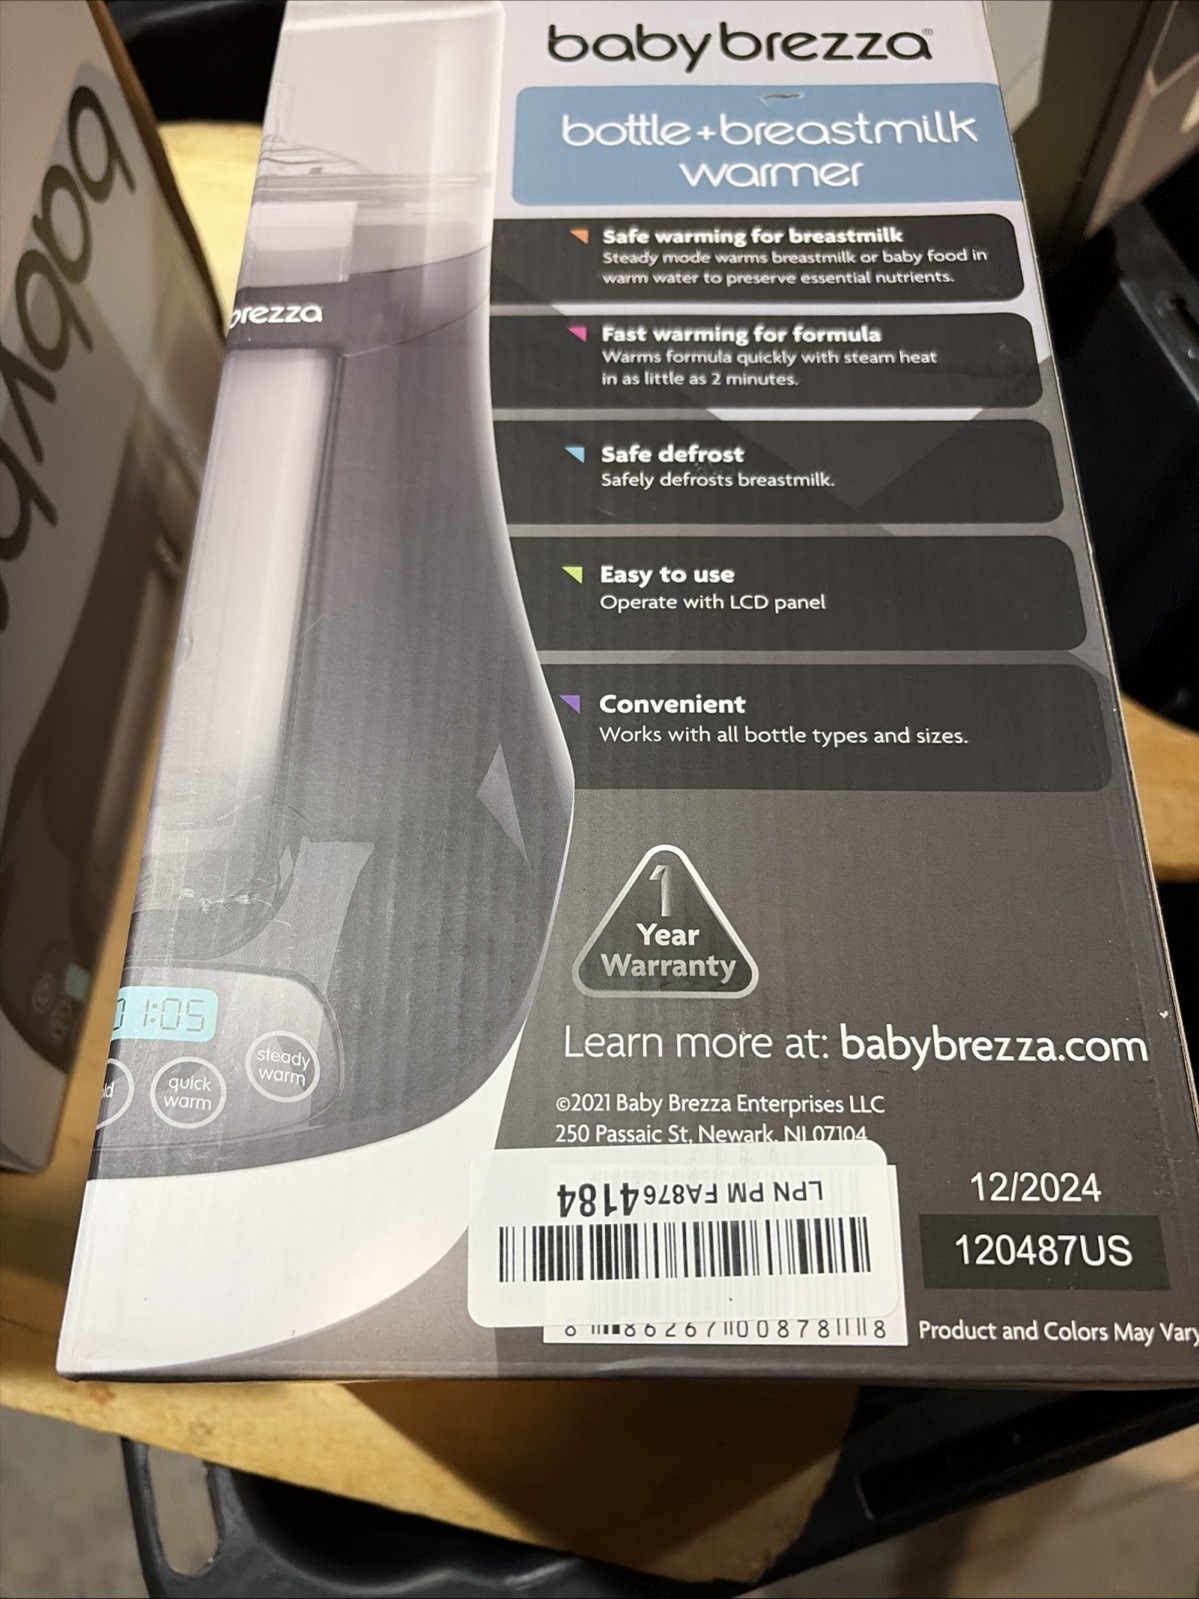 baby brezza®
bottle+breastmilk
warmer
Safe warming for breastmilk
Steady mode warms breastmilk or baby food in
warm water to preserve essential nutrients.
Fast warming for formula
Warms formula quickly with steam heat
in as little as 2 minutes.
Safe defrost
Safely defrosts breastmilk.
Easy to use
Operate with LCD panel
Convenient
Works with all bottle types and sizes.
1
Year
Warranty
Learn more at: babybrezza.com
©2021 Baby Brezza Enterprises LLC
250 Passaic St, Newark, NJ 07104
LPN PM FA8764184
12/2024
120487US
Product and Colors May Vary
brezza
1:05
quick
warm
steady
warm
baby